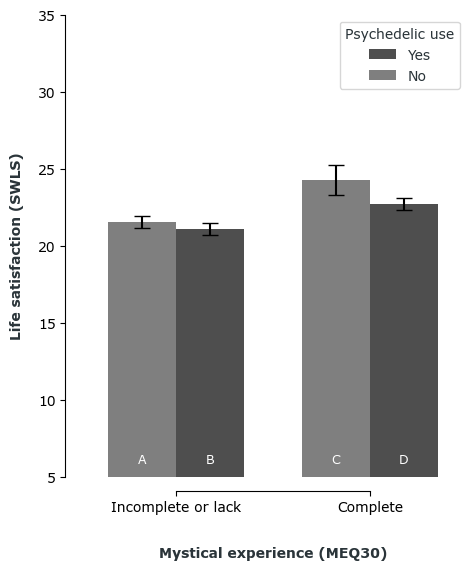 35
30
25
20
15
10
5
Life satisfaction (SWLS)
Psychedelic use
Yes
No
A B C D
Incomplete or lack Complete
Mystical experience (MEQ30)